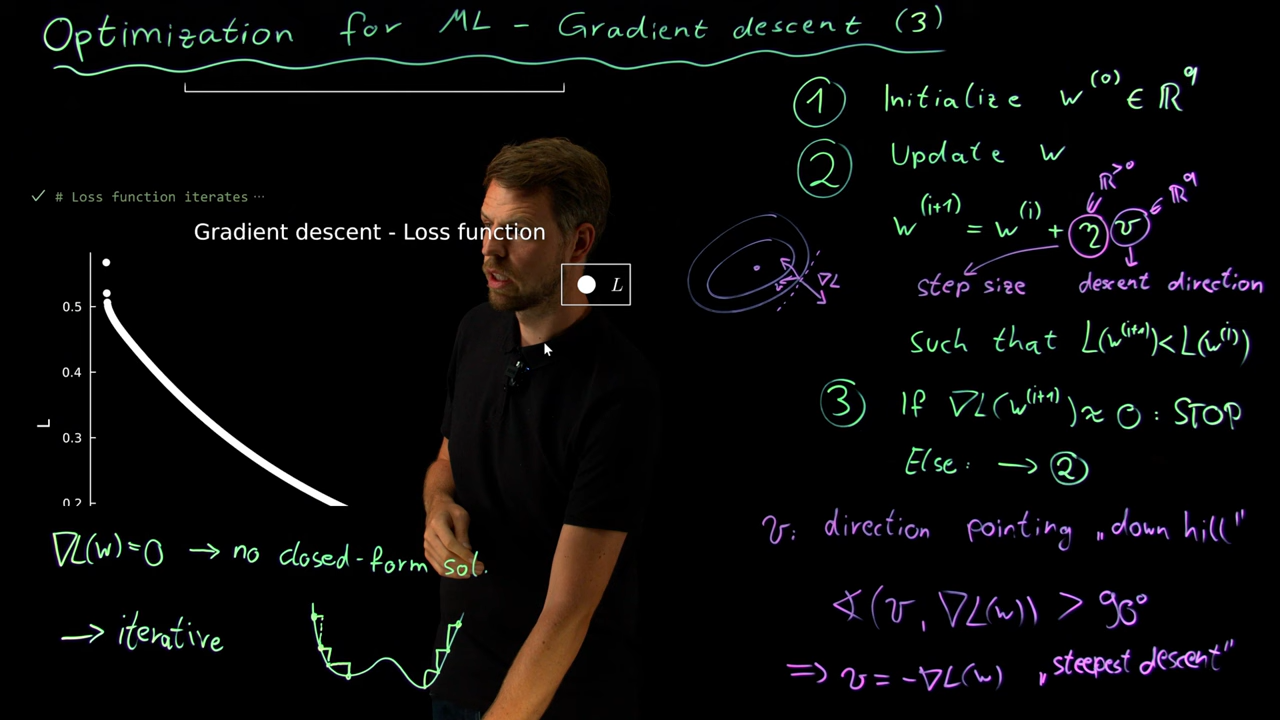 Optimization for ML - Gradient descent (3)
✓ # Loss function iterates ...
Gradient descent - Loss function
L
0.5
0.4
0.3
0.2
L
∇L(w)=0 → no closed-form sol.
→ iterative
∇L
1 Initialize w^(0) ∈ ℝ^q
2 Update w
ℝ^>0 ℝ^q
w^(i+1) = w^(i) + η v
step size descent direction
Such that L(w^(i+1)) < L(w^(i))
3 If ∇L(w^(i+1)) ≈ 0 : STOP
Else: → 2
v: direction pointing „down hill"
∢(v, ∇L(w)) > 90°
⇒ v = -∇L(w) „steepest descent"